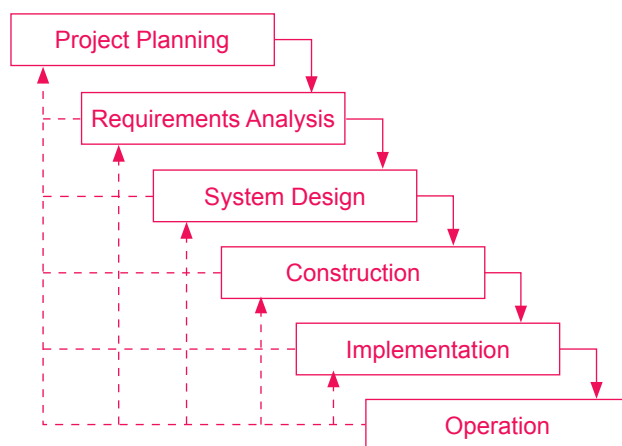 Project Planning
Requirements Analysis
System Design
Construction
Implementation
Operation